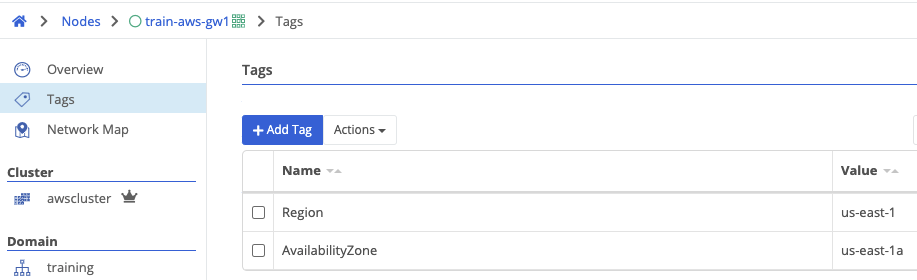 Nodes train-aws-gw1 Tags
Overview
Tags
Network Map
Cluster
awscluster
Domain
training
Tags
Add Tag Actions
Name Value
Region us-east-1
AvailabilityZone us-east-1a